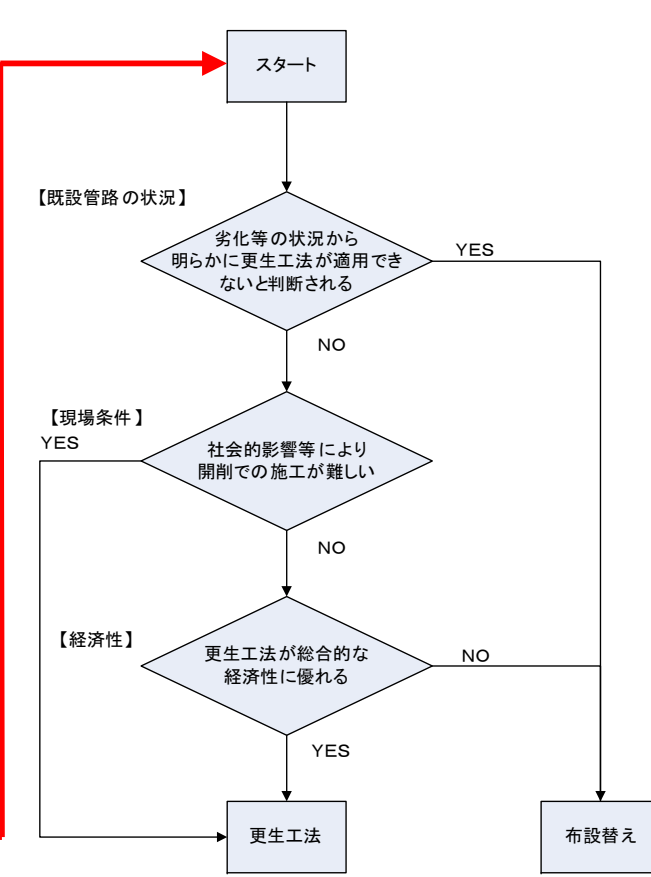 スタート
【既設管路の状況】
劣化等の状況から
明らかに更生工法が適用でき
ないと判断される
YES
NO
【現場条件】
YES
社会的影響等により
開削での施工が難しい
NO
【経済性】
更生工法が総合的な
経済性に優れる
NO
YES
更生工法
布設替え